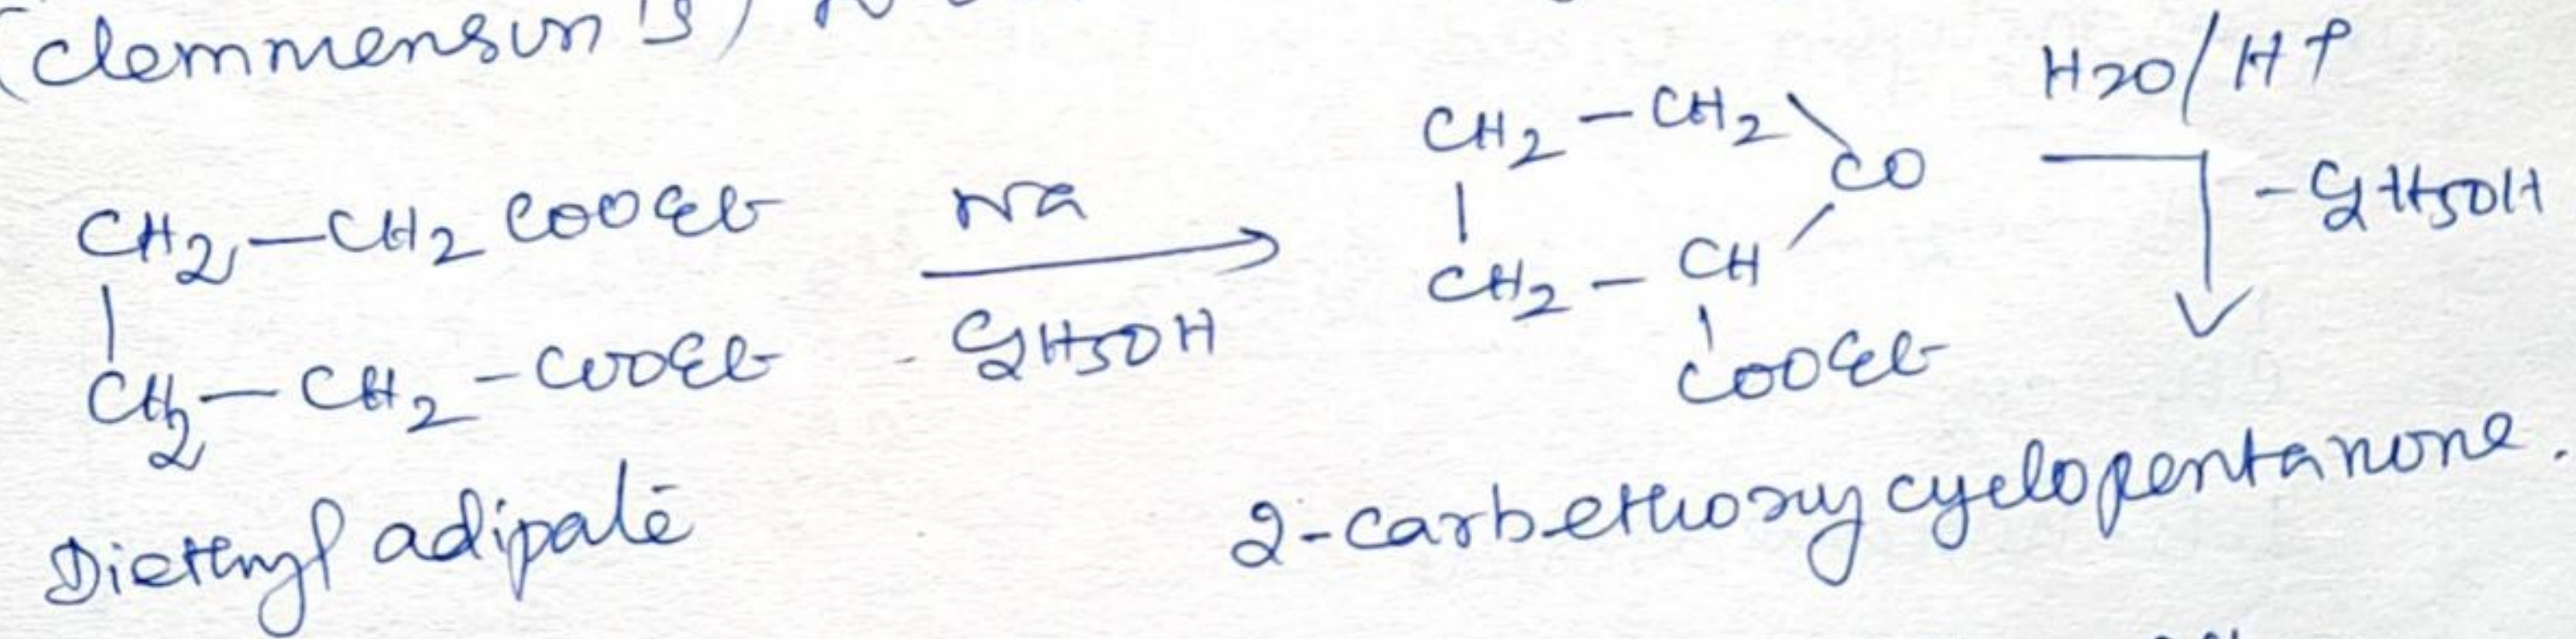 (clemmensen's)
H2O/H+
CH2-CH2
CO
CH2-CH2 COOEt Na -C2H5OH
CH2-CH
C2H5OH
CH2-CH2-COOEt COOEt
Diethyl adipate 2-carbethoxy cyclopentanone.